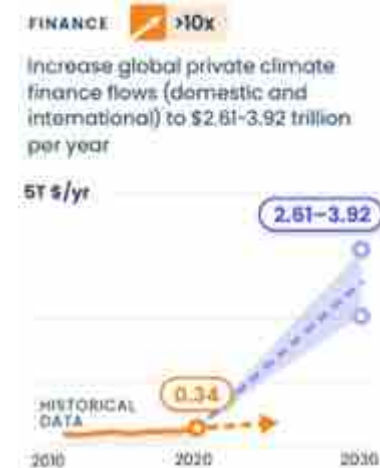 FINANCE >10x
Increase global private climate
finance flows (domestic and
international) to $2.61-3.92 trillion
per year
5T $/yr
2.61–3.92
0.34
HISTORICAL
DATA
2010 2020 2030